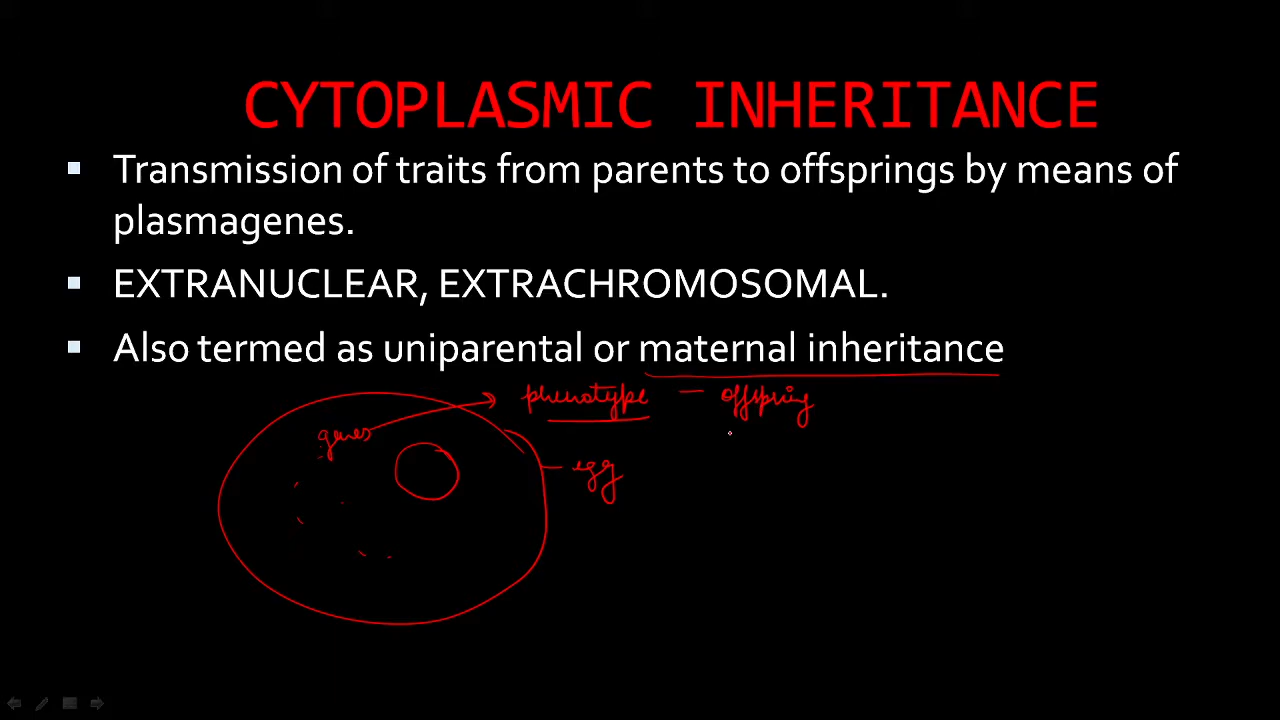 CYTOPLASMIC INHERITANCE
Transmission of traits from parents to offsprings by means of
plasmagenes.
EXTRANUCLEAR, EXTRACHROMOSOMAL.
Also termed as uniparental or maternal inheritance
phenotype — offspring
genes
egg